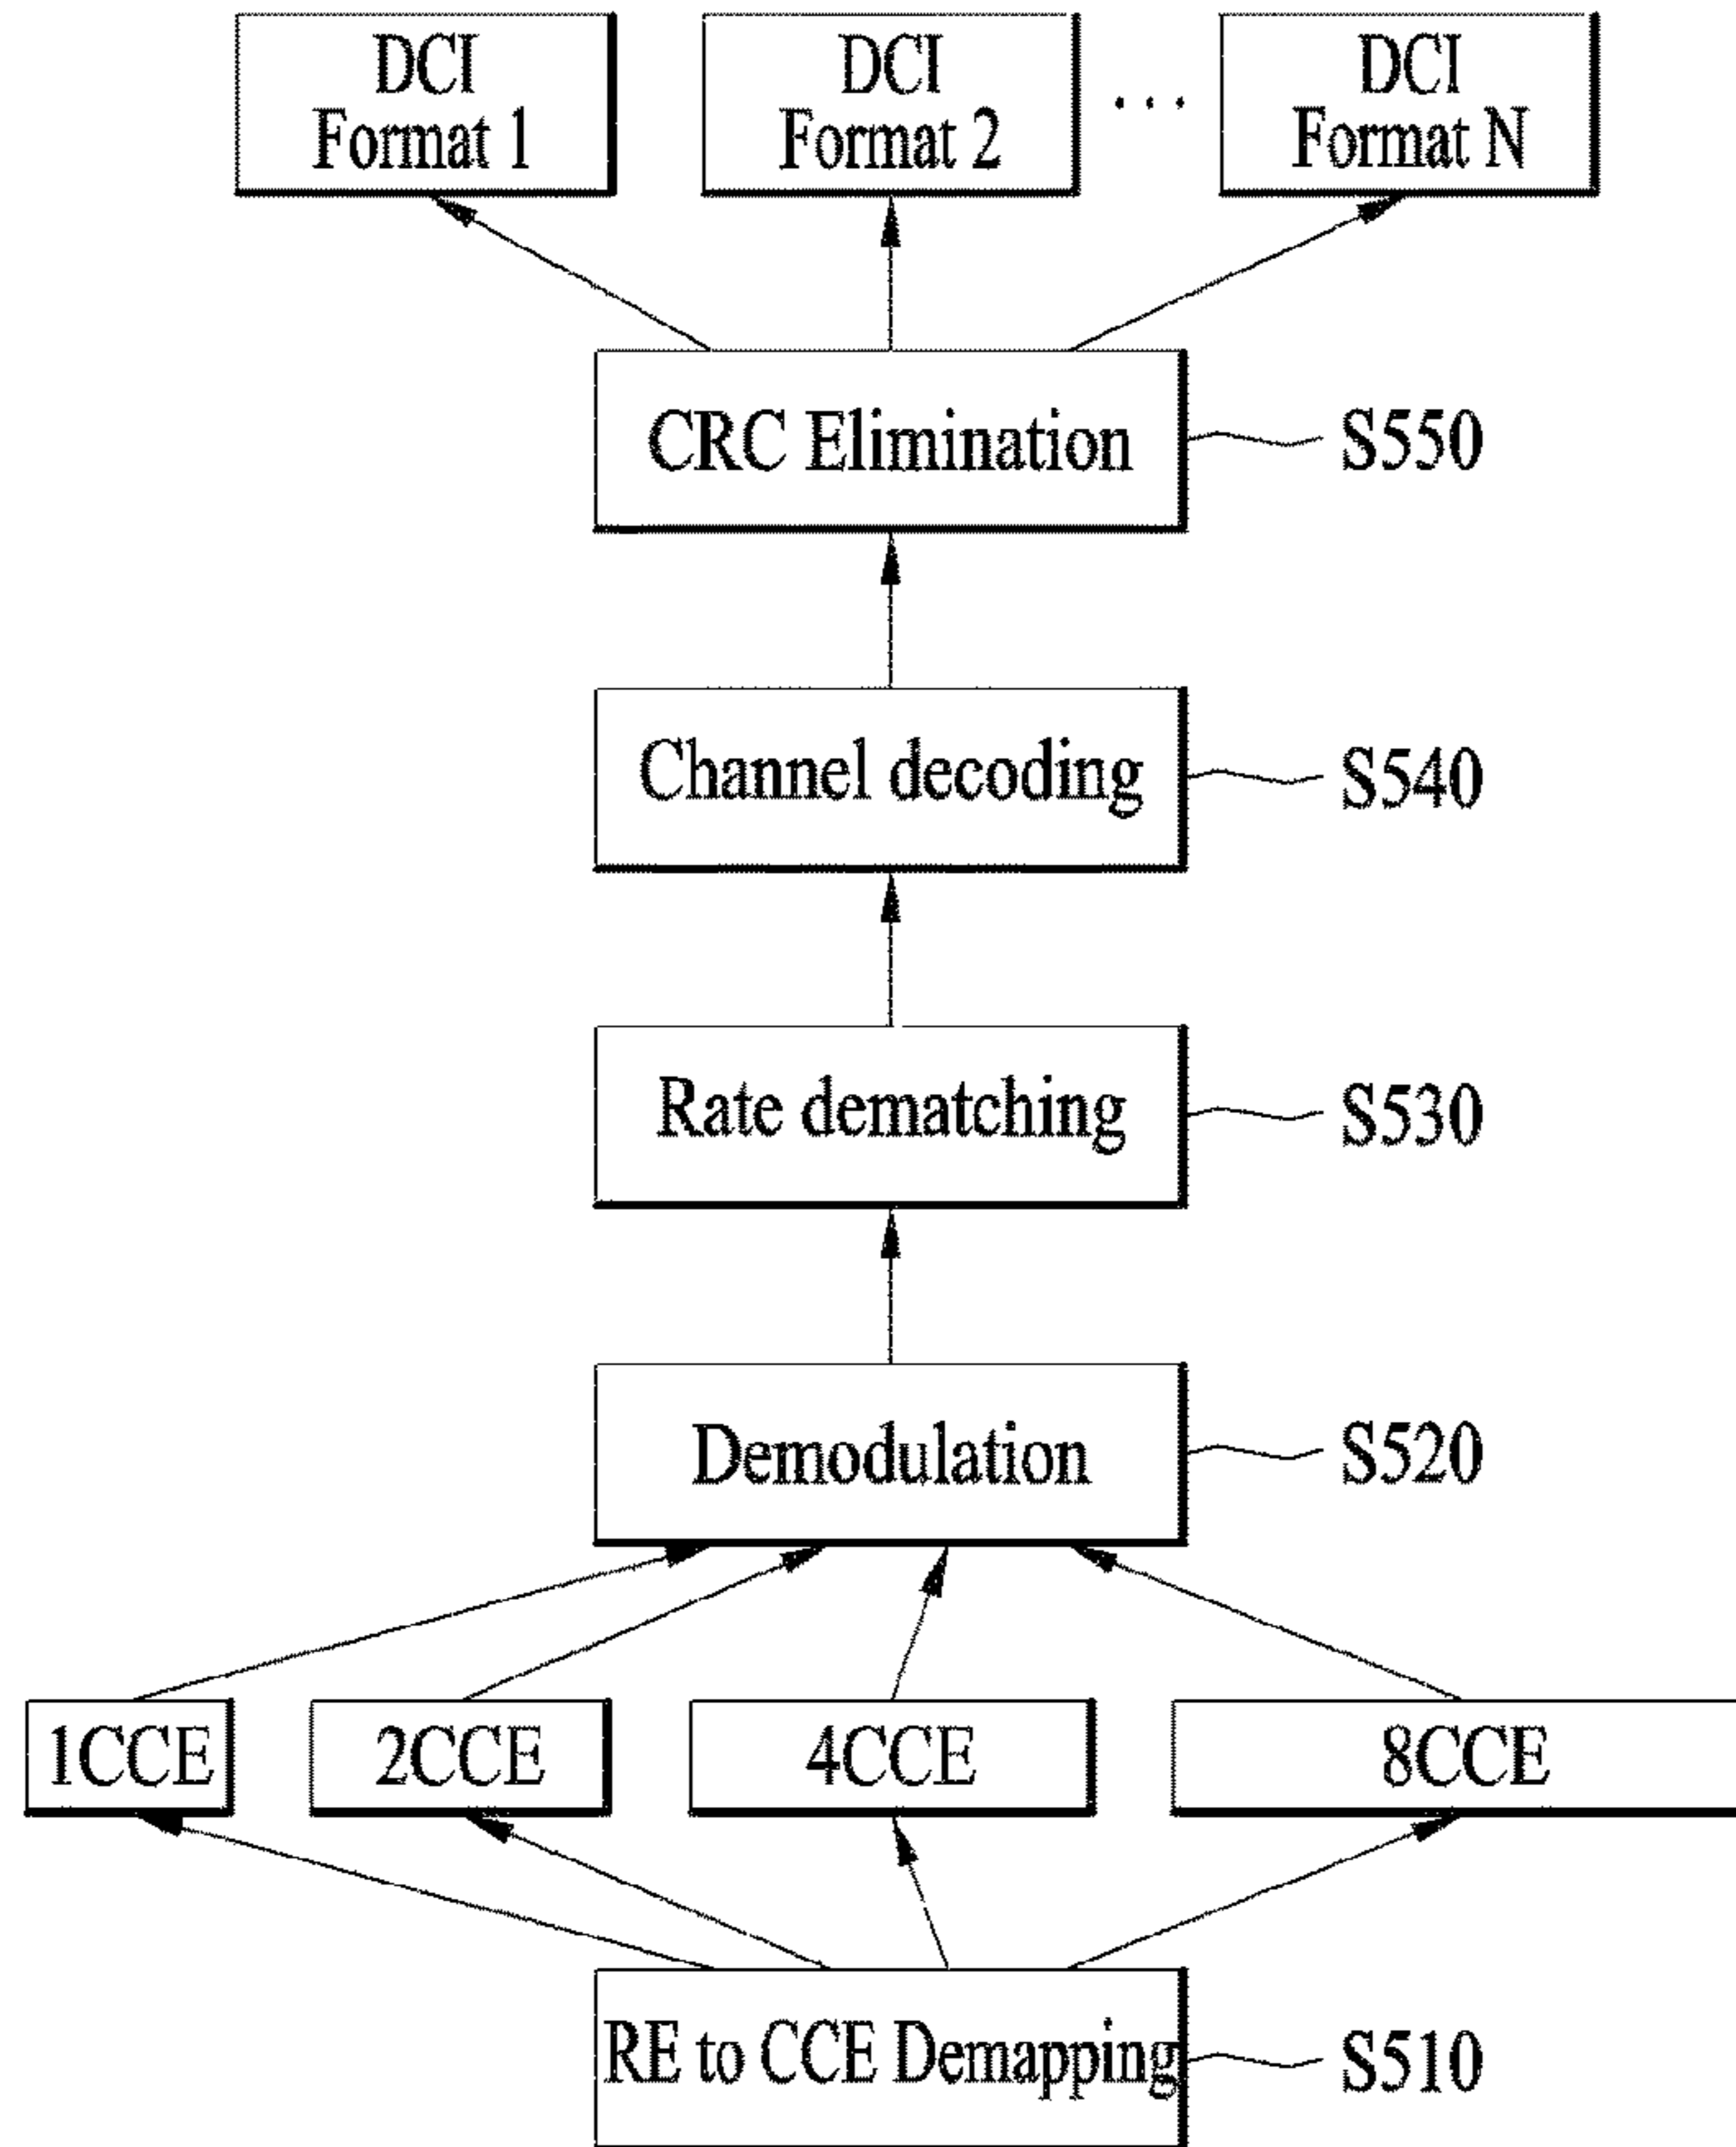 DCI
Format 1
DCI
Format 2
...
DCI
Format N
CRC Elimination
S550
Channel decoding
S540
Rate dematching
S530
Demodulation
S520
1CCE
2CCE
4CCE
8CCE
RE to CCE Demapping
S510